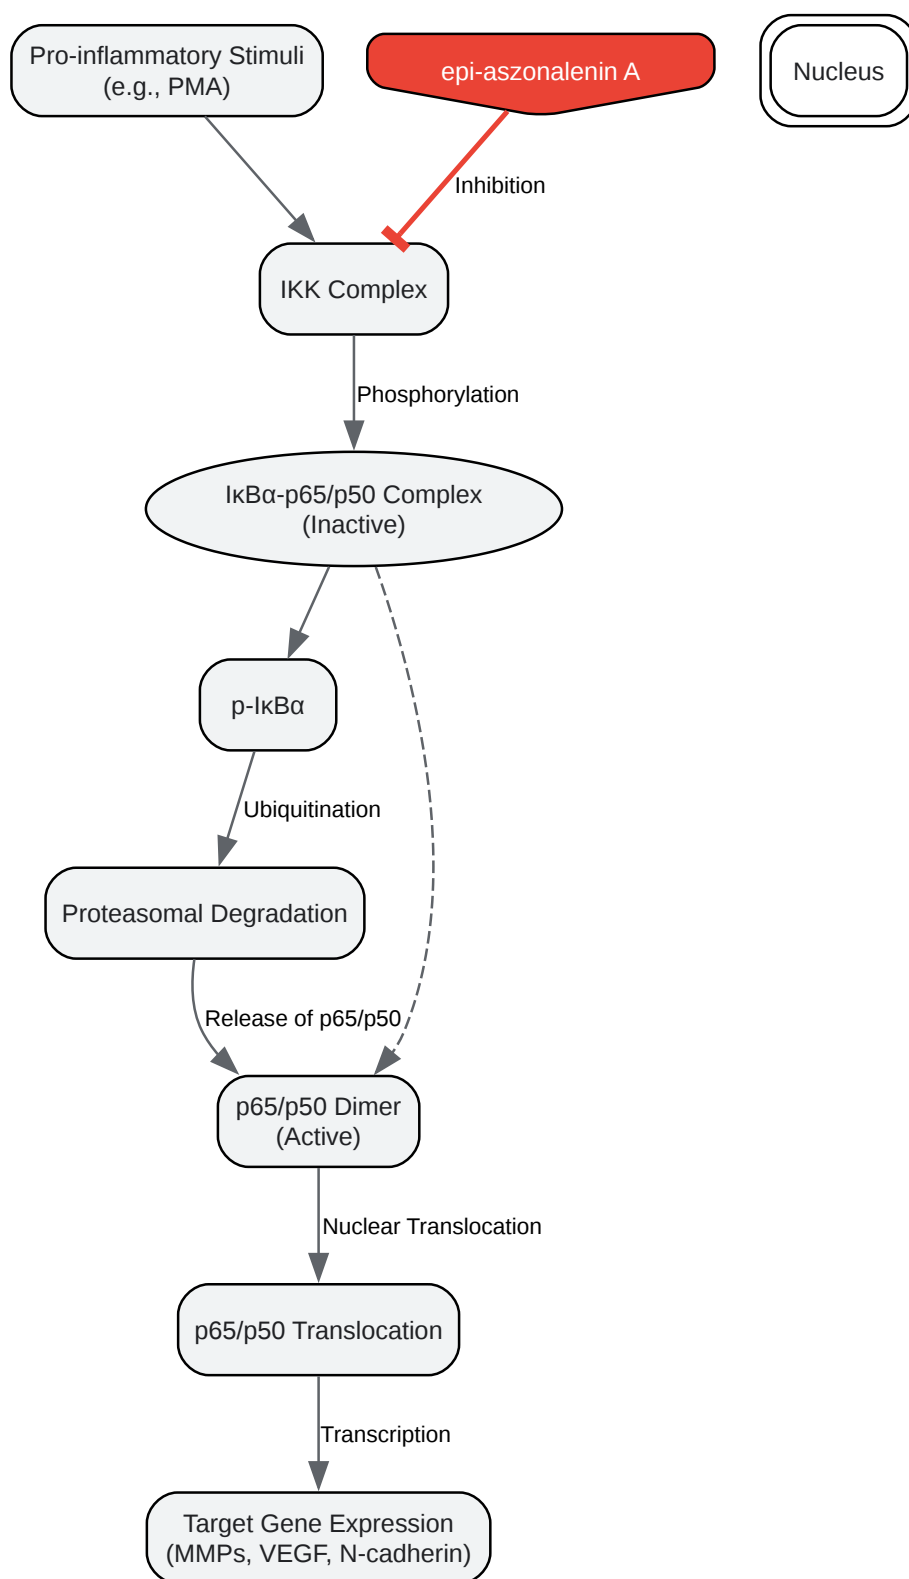 Pro-inflammatory Stimuli
(e.g., PMA)
epi-aszonalenin A
Nucleus
Inhibition
IKK Complex
Phosphorylation
IκBα-p65/p50 Complex
(Inactive)
p-IκBα
Ubiquitination
Proteasomal Degradation
Release of p65/p50
p65/p50 Dimer
(Active)
Nuclear Translocation
p65/p50 Translocation
Transcription
Target Gene Expression
(MMPs, VEGF, N-cadherin)